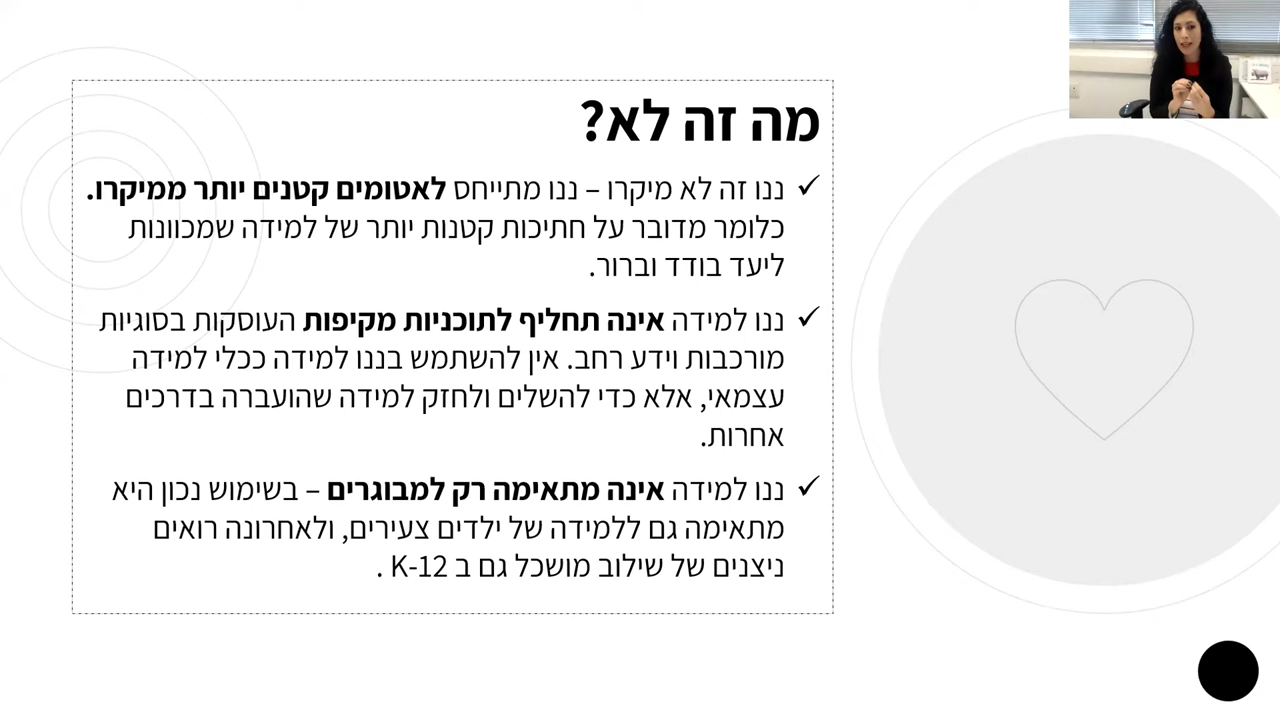 מה זה לא?
ננו זה לא מיקרו – ננו מתייחס לאטומים קטנים יותר ממיקרו.
כלומר מדובר על חתיכות קטנות יותר של למידה שמכוונות
ליעד בודד וברור.
ננו למידה אינה תחליף לתוכניות מקיפות העוסקות בסוגיות
מורכבות וידע רחב. אין להשתמש בננו למידה ככלי למידה
עצמאי, אלא כדי להשלים ולחזק למידה שהועברה בדרכים
אחרות.
ננו למידה אינה מתאימה רק למבוגרים – בשימוש נכון היא
מתאימה גם ללמידה של ילדים צעירים, ולאחרונה רואים
ניצנים של שילוב מושכל גם ב K-12 .